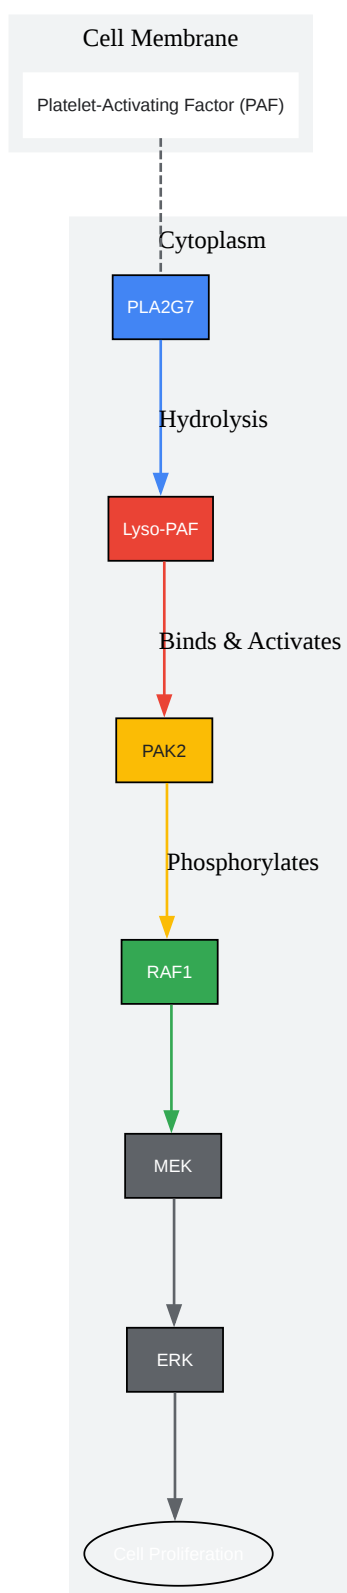 Cell Membrane
Platelet-Activating Factor (PAF)
Cytoplasm
PLA2G7
Hydrolysis
Lyso-PAF
Binds & Activates
PAK2
Phosphorylates
RAF1
MEK
ERK
Cell Proliferation